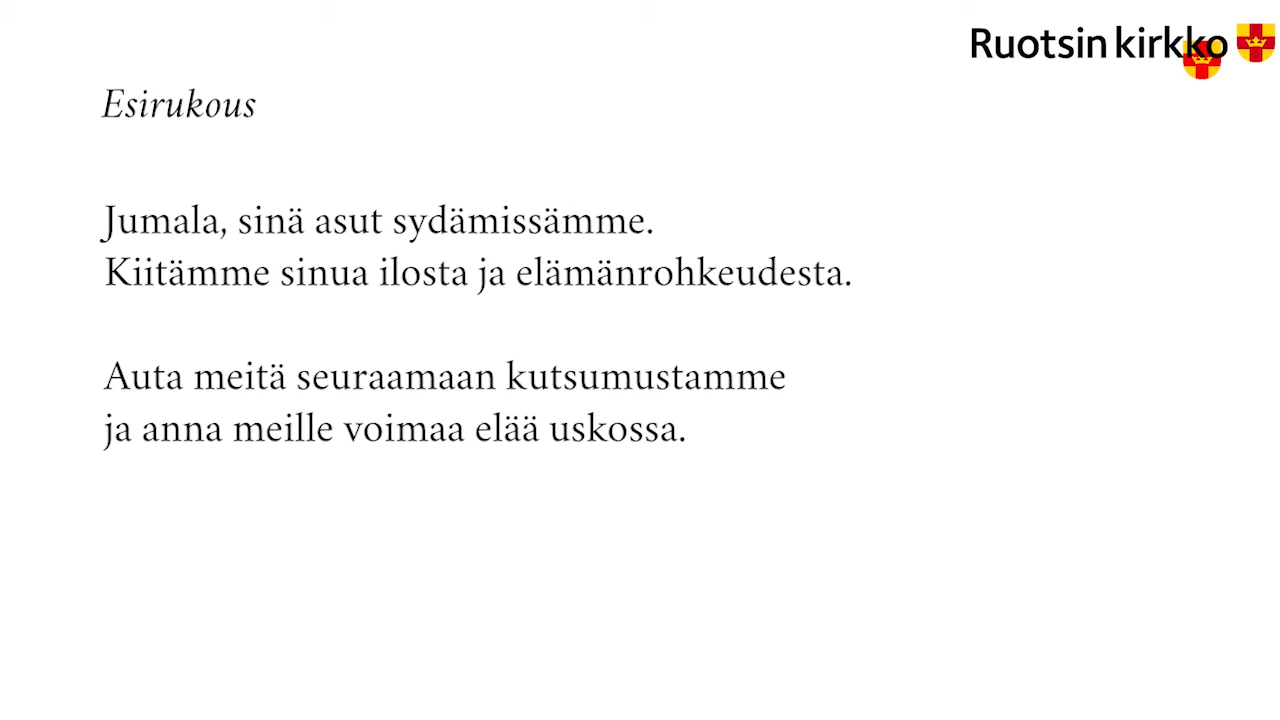 Ruotsin kirkko
Esirukous
Jumala, sinä asut sydämissämme.
Kiitämme sinua ilosta ja elämänrohkeudesta.
Auta meitä seuraamaan kutsumustamme
ja anna meille voimaa elää uskossa.